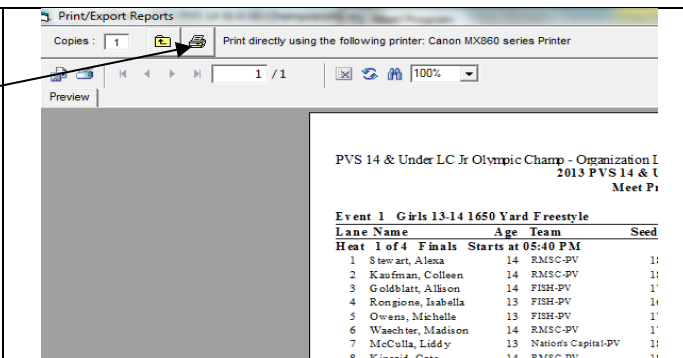 Print/Export Reports
Copies : 1 Print directly using the following printer: Canon MX860 series Printer
1 /1 100%
Preview
PVS 14 & Under LC Jr Olympic Champ - Organization
2013 PVS 14 &
Meet
Event 1 Girls 13-14 1650 Yard Freestyle
Lane Name Age Team Seed
Heat 1 of 4 Finals Starts at 05:40 PM
1 Stewart, Alexa 14 RMSC-PV
2 Kaufman, Colleen 14 RMSC-PV
3 Goldblatt, Allison 14 FISH-PV
4 Rongione, Isabella 13 FISH-PV
5 Owens, Michelle 13 FISH-PV
6 Waechter, Madison 14 RMSC-PV
7 McCulla, Liddy 13 Nation's Capital-PV